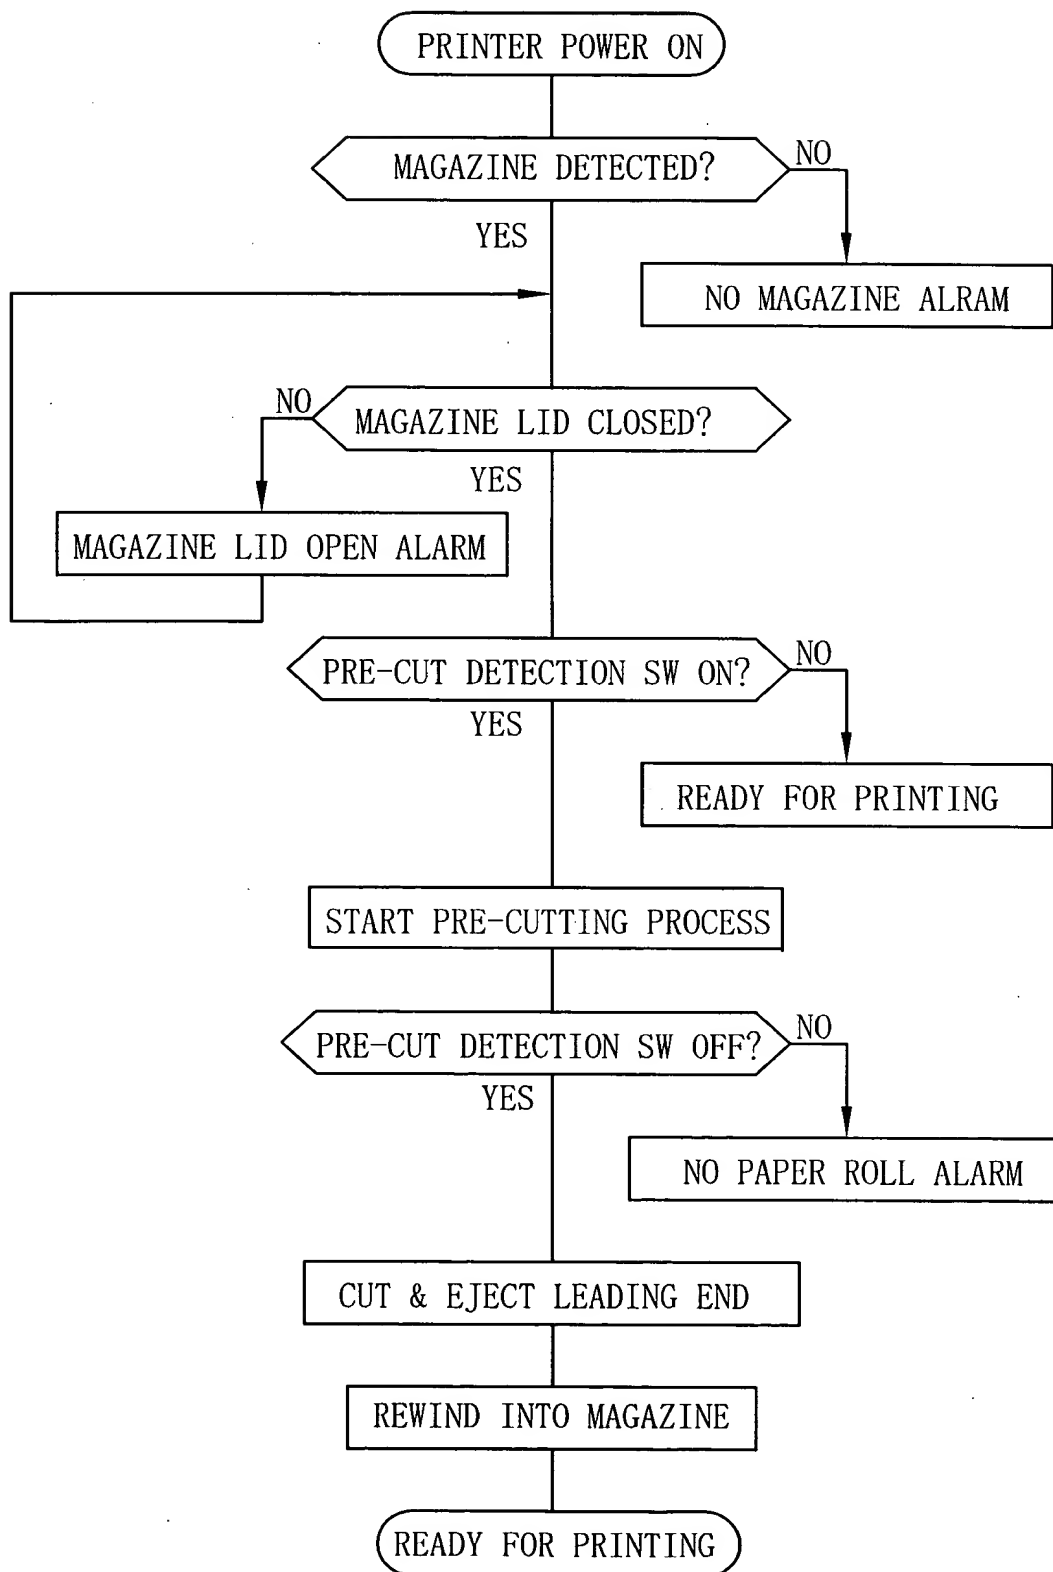 PRINTER POWER ON
MAGAZINE DETECTED?
NO
YES
NO MAGAZINE ALRAM
NO
MAGAZINE LID CLOSED?
YES
MAGAZINE LID OPEN ALARM
PRE-CUT DETECTION SW ON?
NO
YES
READY FOR PRINTING
START PRE-CUTTING PROCESS
PRE-CUT DETECTION SW OFF?
NO
YES
NO PAPER ROLL ALARM
CUT & EJECT LEADING END
REWIND INTO MAGAZINE
READY FOR PRINTING